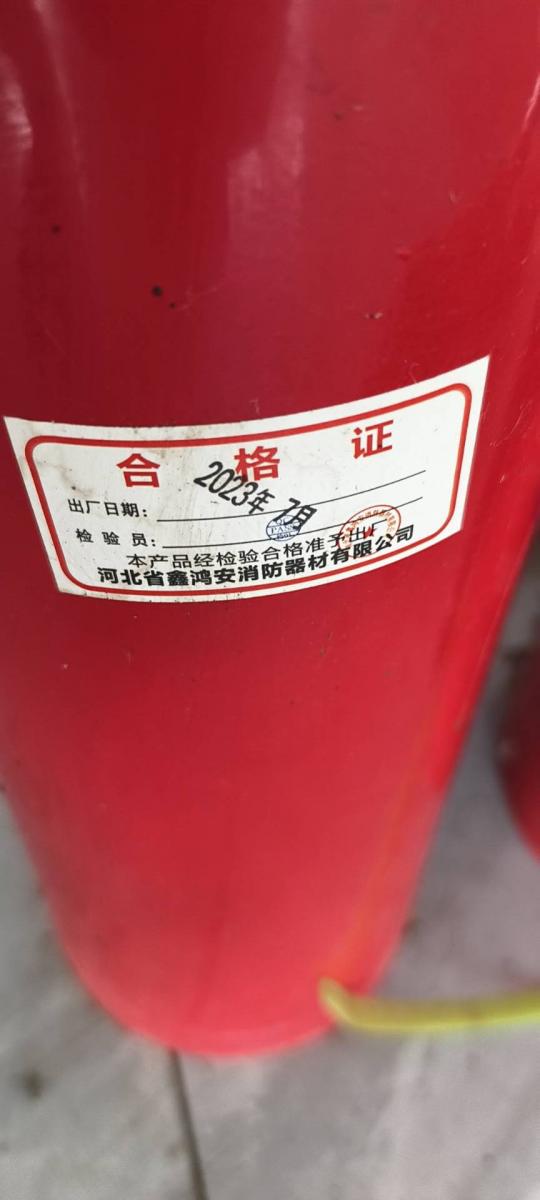 合格证
出厂日期：2023年 7月
检验员：
本产品经检验合格准予出厂
河北省鑫鸿安消防器材有限公司